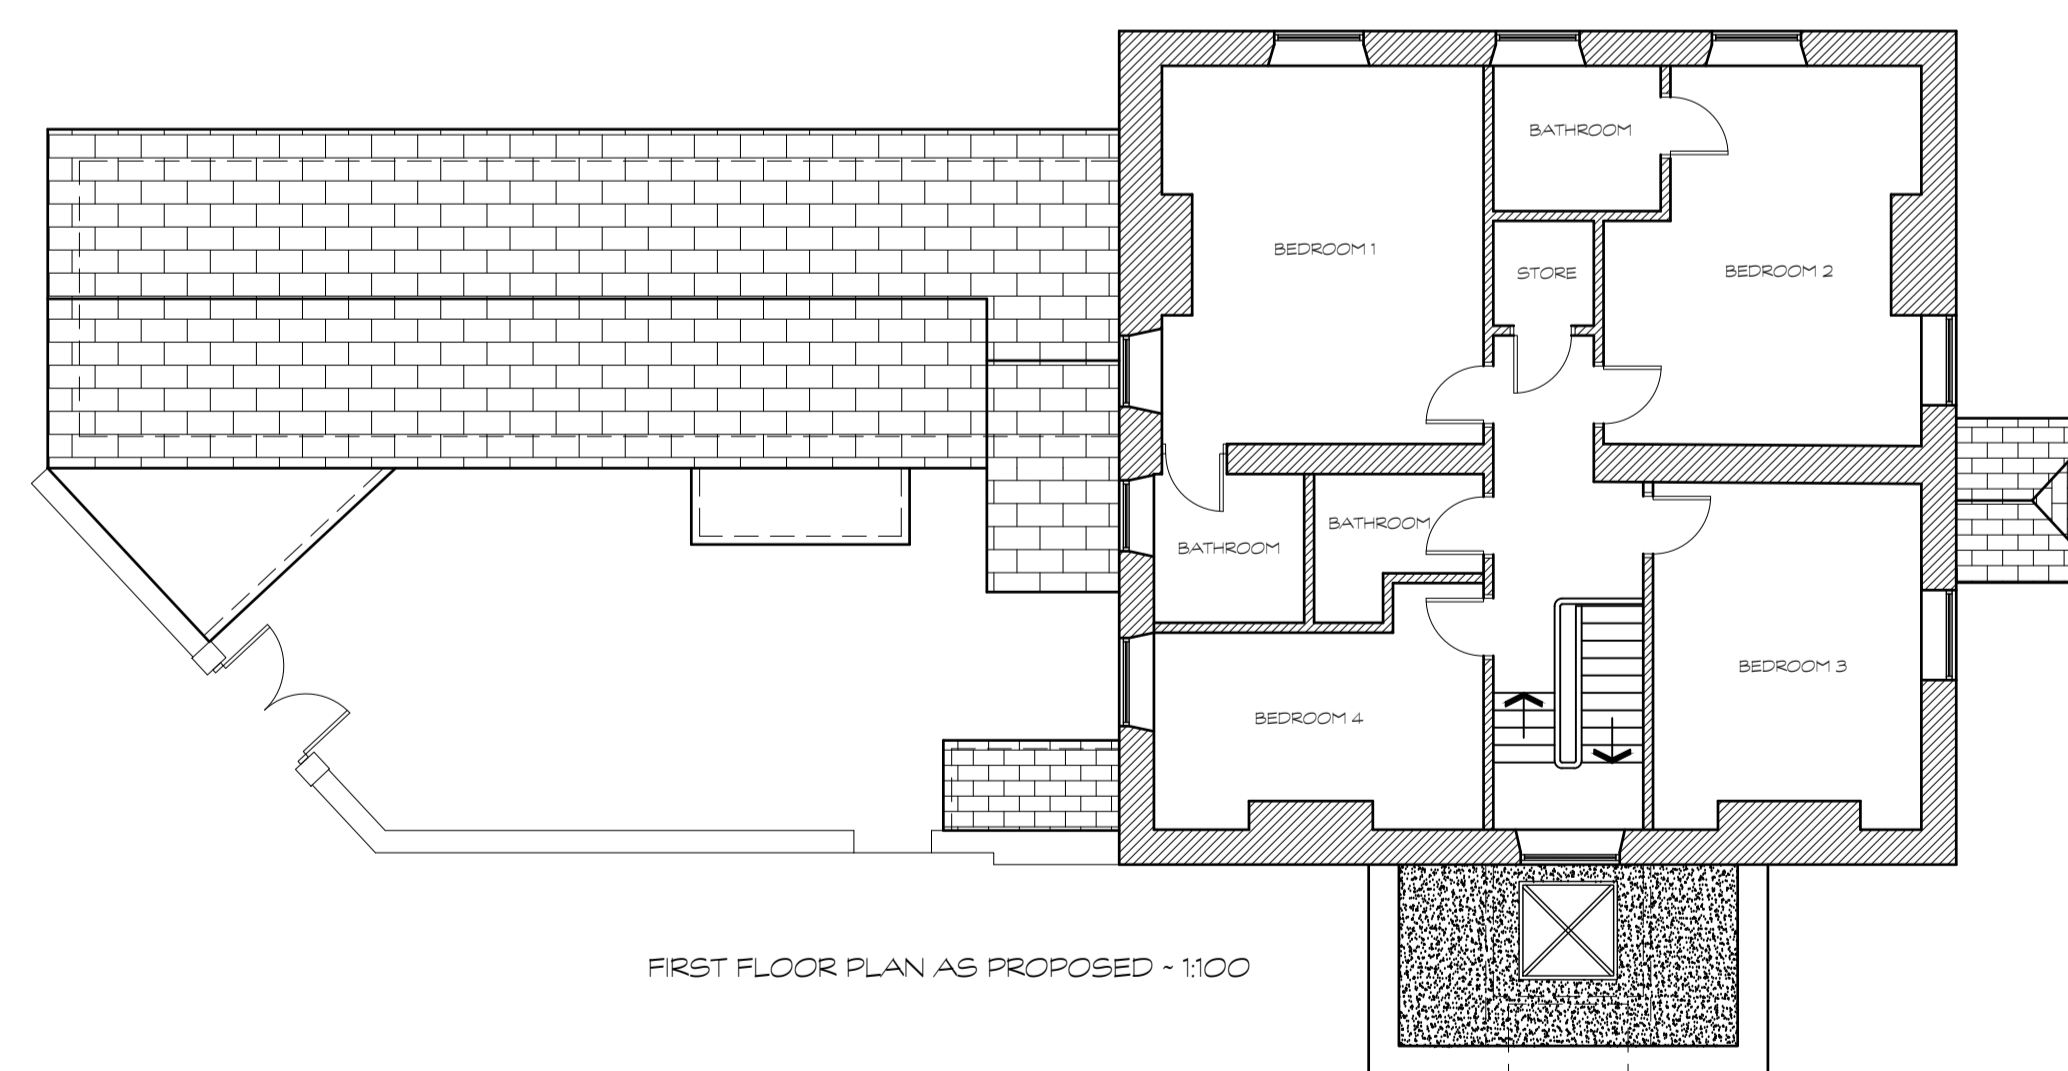 BATHROOM
BEDROOM 1
STORE
BEDROOM 2
BATHROOM
BATHROOM
BEDROOM 3
BEDROOM 4
FIRST FLOOR PLAN AS PROPOSED ~ 1:100